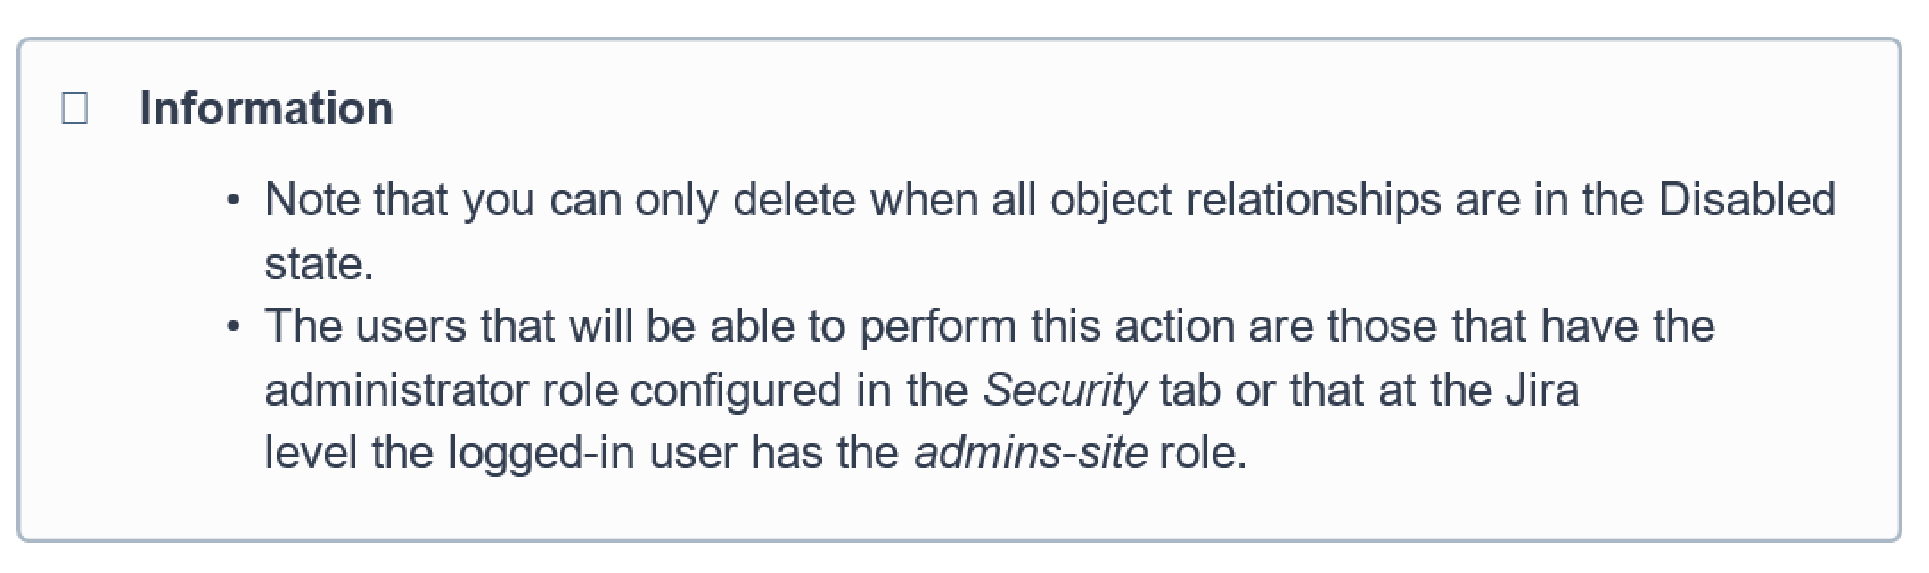 Information
• Note that you can only delete when all object relationships are in the Disabled
state.
• The users that will be able to perform this action are those that have the
administrator role configured in the Security tab or that at the Jira
level the logged-in user has the admins-site role.